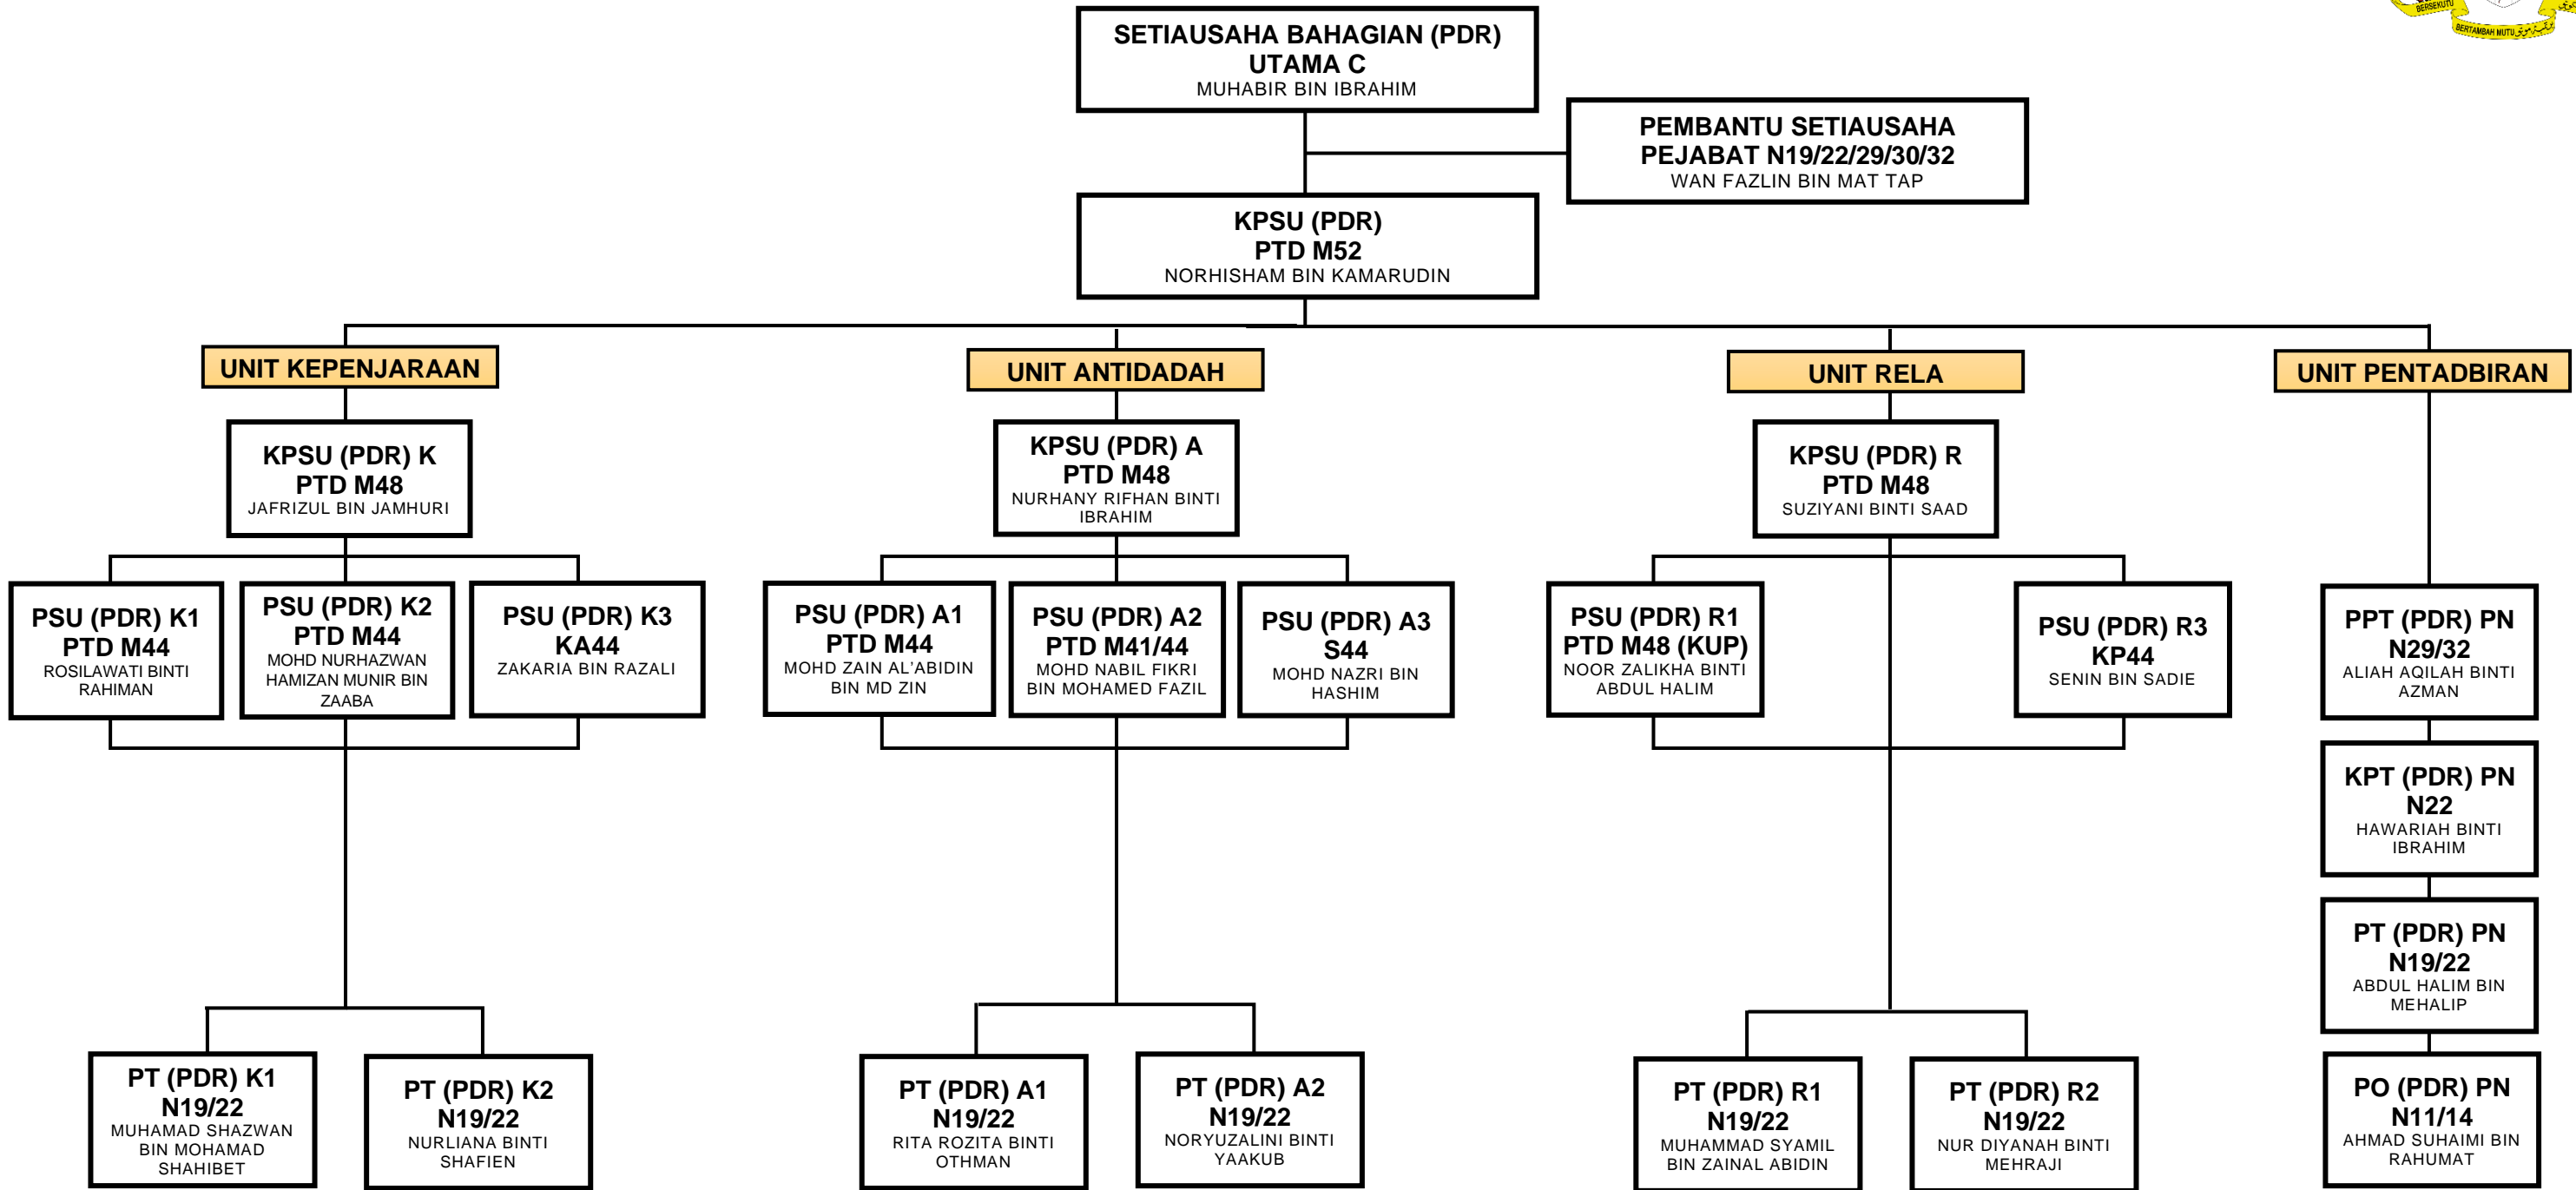 BERSEKUTU
BERTAMBAH MUTU
SETIAUSAHA BAHAGIAN (PDR)
UTAMA C
MUHABIR BIN IBRAHIM
PEMBANTU SETIAUSAHA
PEJABAT N19/22/29/30/32
WAN FAZLIN BIN MAT TAP
KPSU (PDR)
PTD M52
NORHISHAM BIN KAMARUDIN
UNIT KEPENJARAAN
UNIT ANTIDADAH
UNIT RELA
UNIT PENTADBIRAN
KPSU (PDR) K
PTD M48
JAFRIZUL BIN JAMHURI
KPSU (PDR) A
PTD M48
NURHANY RIFHAN BINTI
IBRAHIM
KPSU (PDR) R
PTD M48
SUZIYANI BINTI SAAD
PSU (PDR) K1
PTD M44
ROSILAWATI BINTI
RAHIMAN
PSU (PDR) K2
PTD M44
MOHD NURHAZWAN
HAMIZAN MUNIR BIN
ZAABA
PSU (PDR) K3
KA44
ZAKARIA BIN RAZALI
PSU (PDR) A1
PTD M44
MOHD ZAIN AL’ABIDIN
BIN MD ZIN
PSU (PDR) A2
PTD M41/44
MOHD NABIL FIKRI
BIN MOHAMED FAZIL
PSU (PDR) A3
S44
MOHD NAZRI BIN
HASHIM
PSU (PDR) R1
PTD M48 (KUP)
NOOR ZALIKHA BINTI
ABDUL HALIM
PSU (PDR) R3
KP44
SENIN BIN SADIE
PPT (PDR) PN
N29/32
ALIAH AQILAH BINTI
AZMAN
KPT (PDR) PN
N22
HAWARIAH BINTI
IBRAHIM
PT (PDR) PN
N19/22
ABDUL HALIM BIN
MEHALIP
PT (PDR) K1
N19/22
MUHAMAD SHAZWAN
BIN MOHAMAD
SHAHIBET
PT (PDR) K2
N19/22
NURLIANA BINTI
SHAFIEN
PT (PDR) A1
N19/22
RITA ROZITA BINTI
OTHMAN
PT (PDR) A2
N19/22
NORYUZALINI BINTI
YAAKUB
PT (PDR) R1
N19/22
MUHAMMAD SYAMIL
BIN ZAINAL ABIDIN
PT (PDR) R2
N19/22
NUR DIYANAH BINTI
MEHRAJI
PO (PDR) PN
N11/14
AHMAD SUHAIMI BIN
RAHUMAT